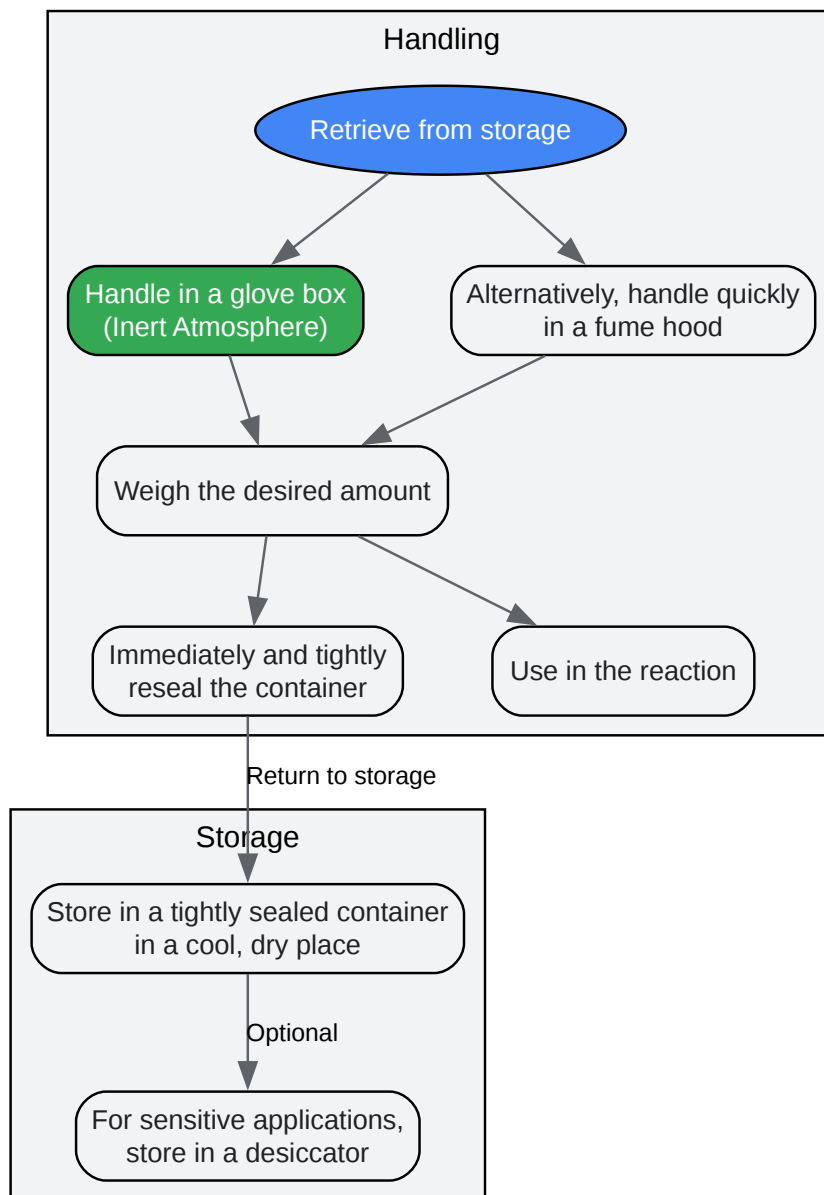 Handling
Retrieve from storage
Handle in a glove box
(Inert Atmosphere)
Alternatively, handle quickly
in a fume hood
Weigh the desired amount
Immediately and tightly
reseal the container
Use in the reaction
Return to storage
Storage
Store in a tightly sealed container
in a cool, dry place
Optional
For sensitive applications,
store in a desiccator